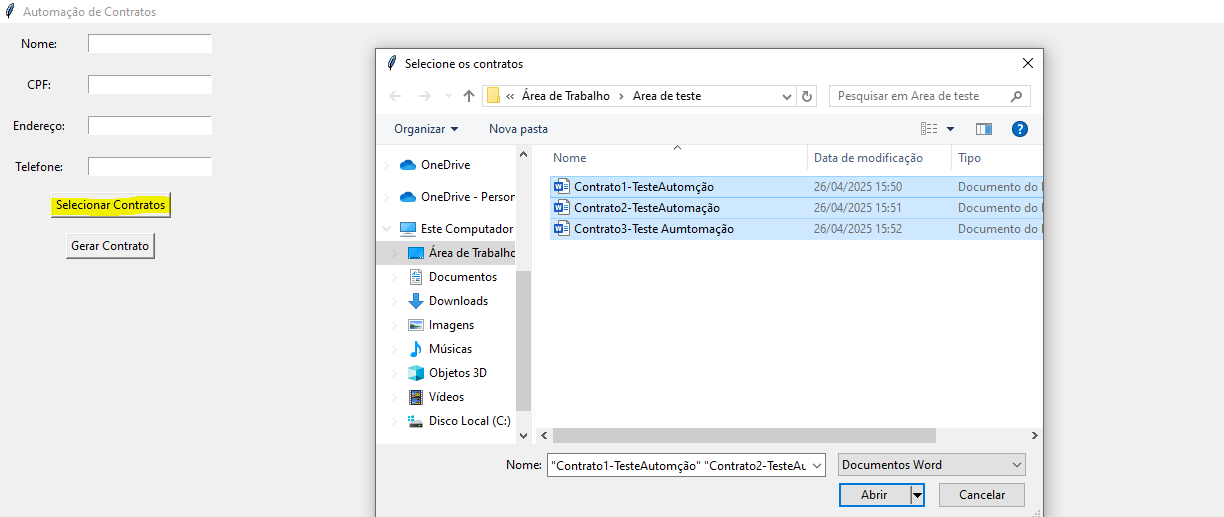 Automação de Contratos
Nome:
CPF:
Endereço:
Telefone:
Selecionar Contratos
Gerar Contrato
Selecione os contratos
« Área de Trabalho > Area de teste
Pesquisar em Area de teste
Organizar Nova pasta
OneDrive
OneDrive - Person
Este Computador
Área de Trabalho
Documentos
Downloads
Imagens
Músicas
Objetos 3D
Vídeos
Disco Local (C:)
Nome Data de modificação Tipo
Contrato1-TesteAutomção 26/04/2025 15:50 Documento do
Contrato2-TesteAutomação 26/04/2025 15:51 Documento do
Contrato3-Teste Aumtomação 26/04/2025 15:52 Documento do
Nome: "Contrato1-TesteAutomção" "Contrato2-TesteAu
Documentos Word
Abrir Cancelar